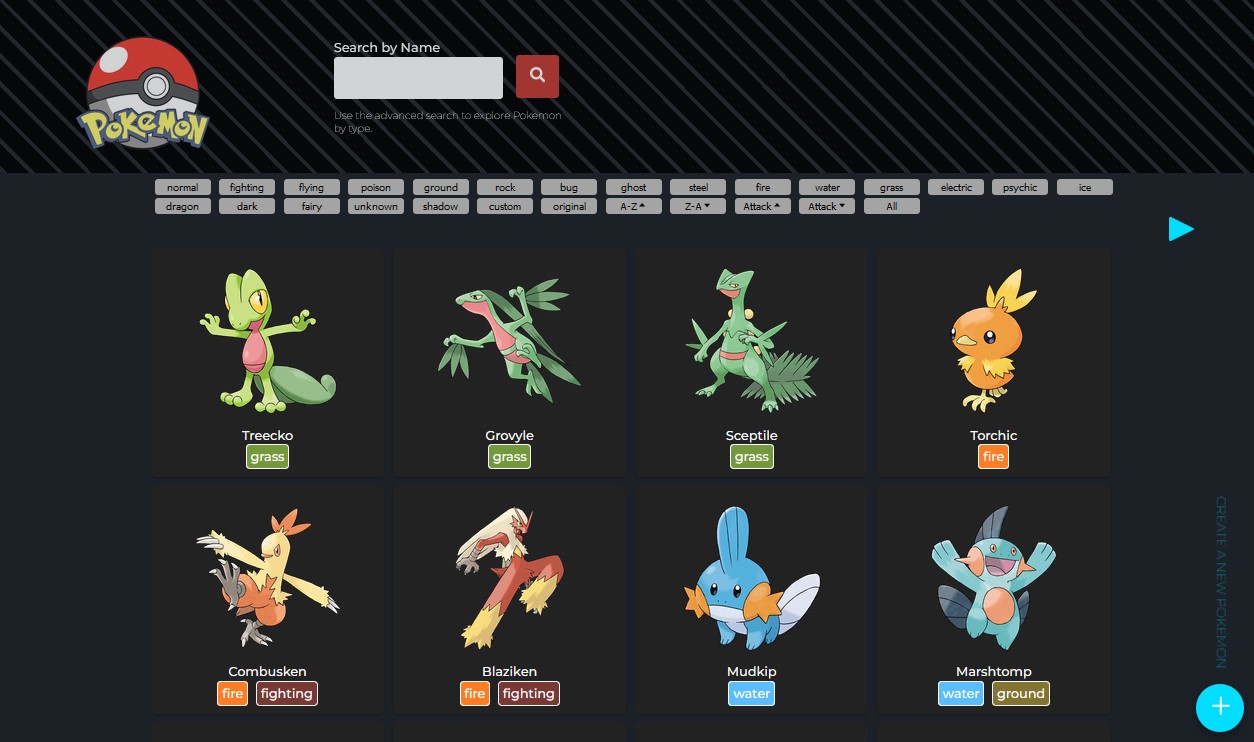 Search by Name
POKéMON
Use the advanced search to explore Pokemon
by type.
normal fighting flying poison ground rock bug ghost steel fire water grass electric psychic ice
dragon dark fairy unknown shadow custom original A-Z Z-A Attack Attack All
Treecko Grovyle Sceptile Torchic
grass grass grass fire
Combusken Blaziken Mudkip Marshtomp
fire fighting fire fighting water water ground
CREATE A NEW POKEMON